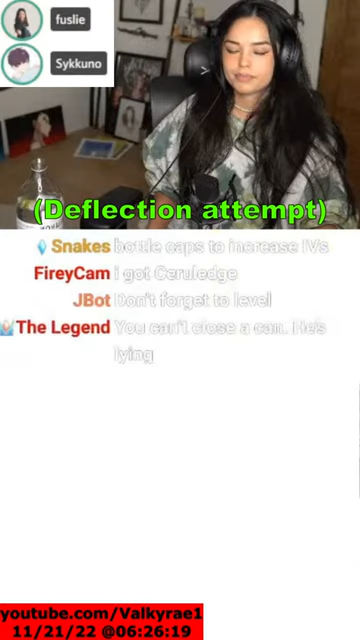 fuslie
Sykkuno
(Deflection attempt)
Snakes bottle caps to increase IVs
FireyCam i got Ceruledge
JBot Don't forget to level
The Legend You can't close a can. He's
lying
youtube.com/Valkyrae1
11/21/22 @06:26:19